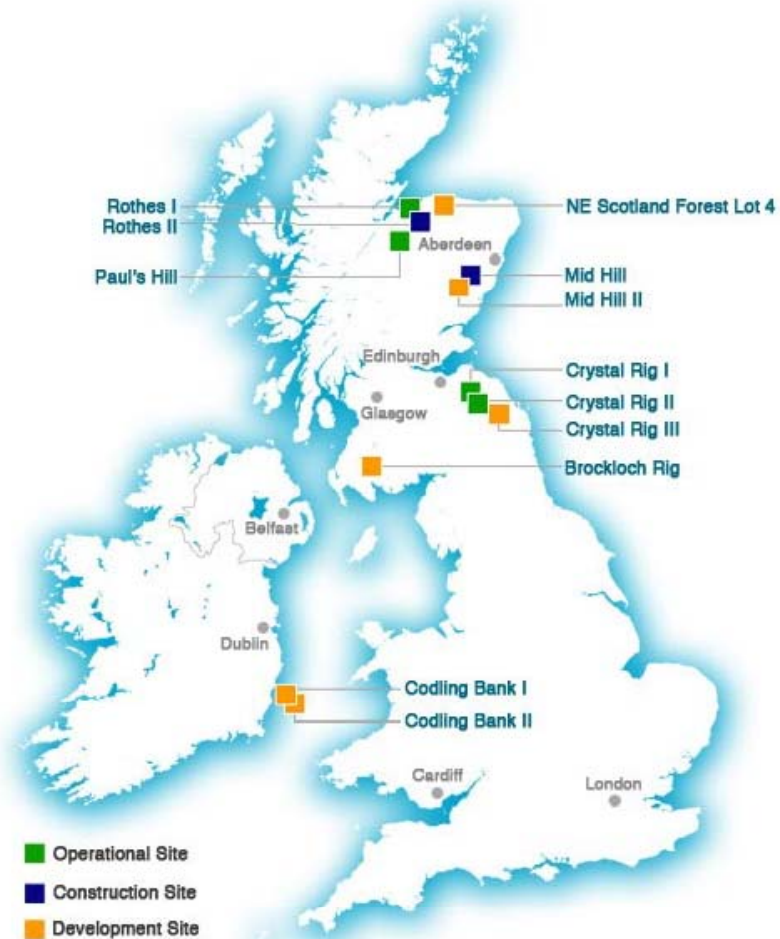 Rothes I
Rothes II
NE Scotland Forest Lot 4
Aberdeen
Paul's Hill
Mid Hill
Mid Hill II
Edinburgh
Crystal Rig I
Glasgow
Crystal Rig II
Crystal Rig III
Brockloch Rig
Belfast
Dublin
Codling Bank I
Codling Bank II
Cardiff
London
Operational Site
Construction Site
Development Site